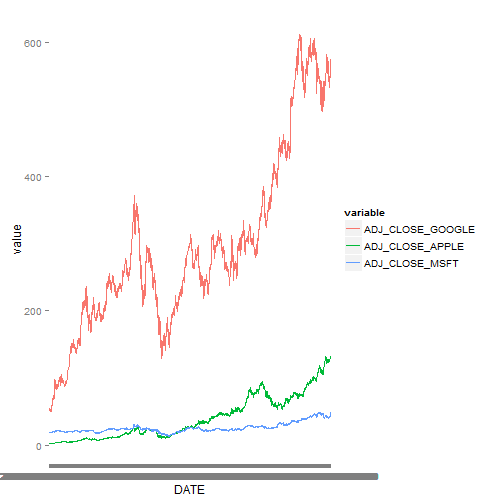 600
400
200
0
value
DATE
variable
ADJ_CLOSE_GOOGLE
ADJ_CLOSE_APPLE
ADJ_CLOSE_MSFT